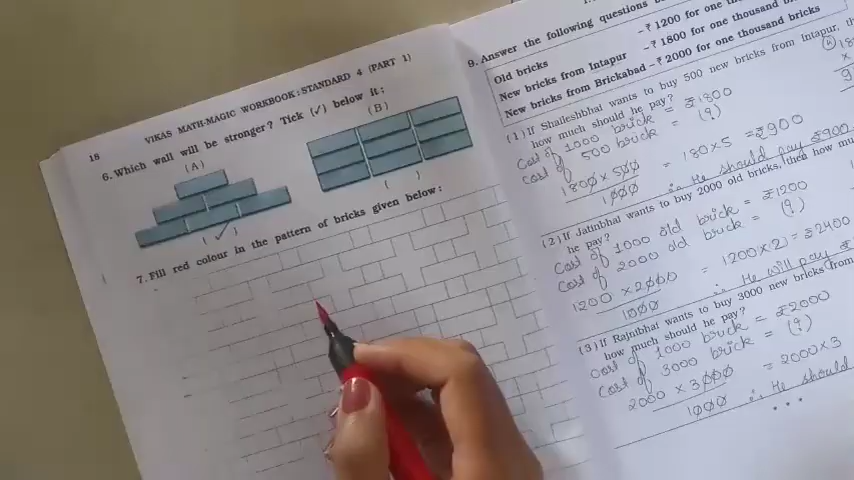 18 VIKAS MATH-MAGIC WORKBOOK : STANDARD 4 (PART 1)
6. Which wall will be stronger? Tick (✓) below it :
(A) (B)
( ✓ ) ( )
7. Fill red colour in the pattern of bricks given below :
9. Answer the following questions
Old bricks - ₹ 1200 for one
New bricks from Intapur - ₹ 1800 for one thousand
New bricks from Brickabad - ₹ 2000 for one thousand bricks
(1) If Shaileshbhai wants to buy 500 new bricks from Intapur,
how much should he pay?
Cost of 1000 brick = ₹1800
Cost of 500 brick = (?)
1800 × 500 = 180 × 5 = ₹900
1000 ∴ He should pay ₹900
(2) If Jatinbhai wants to buy 2000 old bricks, then how
he pay?
Cost of 1000 old brick = ₹1200
Cost of 2000 old brick = (?)
1200 × 2000 = 1200 × 2 = ₹2400
1000 ∴ He will pay
(3) If Rajnibhai wants to buy 3000 new bricks from
how much should he pay?
Cost of 1000 brick = ₹2000
Cost of 3000 brick = (?)
2000 × 3000 = 2000 × 3
1000 ∴ He should